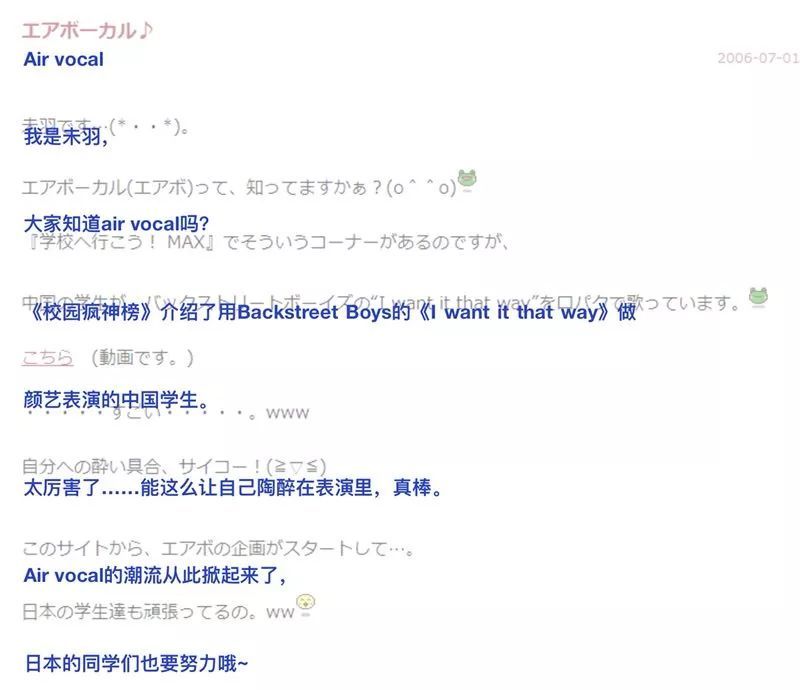 エアボーカル♪
Air vocal
2006-07-01
未羽です…(*・・*)。
我是未羽,
エアボーカル(エアボ)って、知ってますかぁ？(o＾＾o)
大家知道air vocal吗?
『学校へ行こう！ MAX』でそういうコーナーがあるのですが、
中国の学生が、バックストリートボーイズの“I want it that way”を口パクで歌っています。
《校园疯神榜》介绍了用Backstreet Boys的《I want it that way》做
こちら （動画です。)
颜艺表演的中国学生。
・・・・・すごい・・・・・。www
自分への酔い具合、サイコー！(≧▽≦)
太厉害了……能这么让自己陶醉在表演里，真棒。
このサイトから、エアボの企画がスタートして…。
Air vocal的潮流从此掀起来了，
日本の学生達も頑張ってるの。ww
日本的同学们也要努力哦~